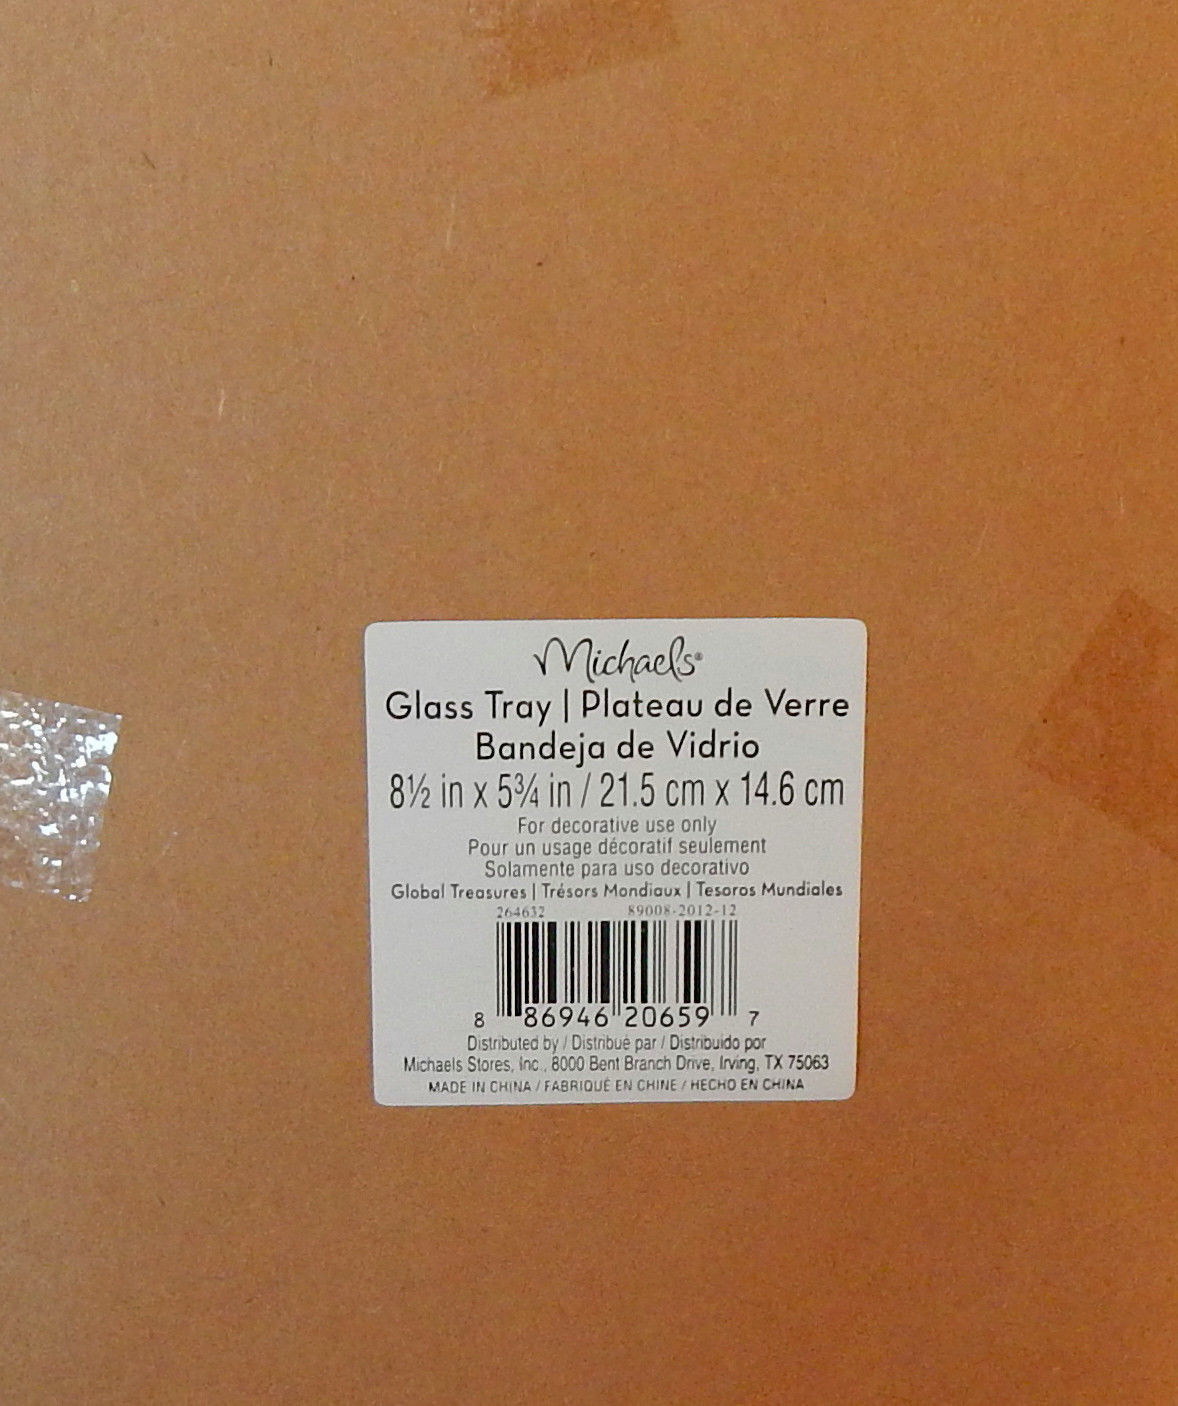 Michaels®
Glass Tray | Plateau de Verre
Bandeja de Vidrio
8½ in x 5¾ in / 21.5 cm x 14.6 cm
For decorative use only
Pour un usage décoratif seulement
Solamente para uso decorativo
Global Treasures | Trésors Mondiaux | Tesoros Mundiales
264632 89008-2012-12
8 86946 20659 7
Distributed by / Distribué par / Distribuido por
Michaels Stores, Inc., 8000 Bent Branch Drive, Irving, TX 75063
MADE IN CHINA / FABRIQUÉ EN CHINE / HECHO EN CHINA